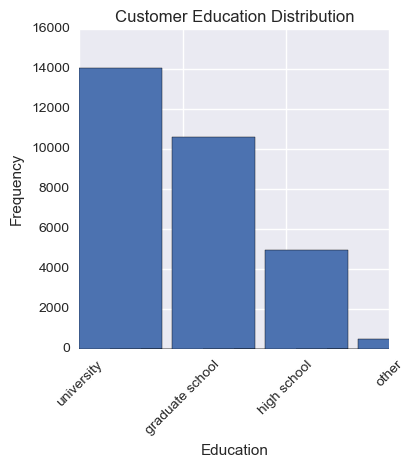 Customer Education Distribution
16000
14000
12000
10000
8000
6000
4000
2000
0
Frequency
university
graduate school
high school
other
Education